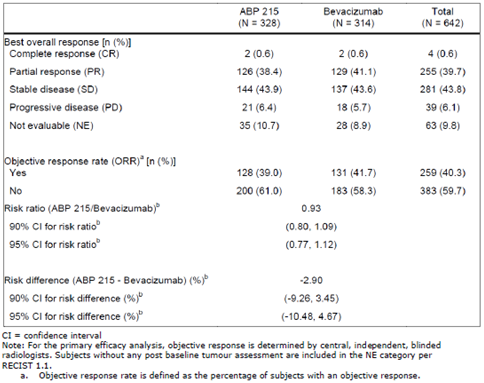 ABP 215 Bevacizumab Total
(N = 328) (N = 314) (N = 642)
Best overall response [n (%)]
Complete response (CR) 2 (0.6) 2 (0.6) 4 (0.6)
Partial response (PR) 126 (38.4) 129 (41.1) 255 (39.7)
Stable disease (SD) 144 (43.9) 137 (43.6) 281 (43.8)
Progressive disease (PD) 21 (6.4) 18 (5.7) 39 (6.1)
Not evaluable (NE) 35 (10.7) 28 (8.9) 63 (9.8)
Objective response rate (ORR)a [n (%)]
Yes 128 (39.0) 131 (41.7) 259 (40.3)
No 200 (61.0) 183 (58.3) 383 (59.7)
Risk ratio (ABP 215/Bevacizumab)b 0.93
90% CI for risk ratiob (0.80, 1.09)
95% CI for risk ratiob (0.77, 1.12)
Risk difference (ABP 215 - Bevacizumab) (%)b -2.90
90% CI for risk difference (%)b (-9.26, 3.45)
95% CI for risk difference (%)b (-10.48, 4.67)
CI = confidence interval
Note: For the primary efficacy analysis, objective response is determined by central, independent, blinded
radiologists. Subjects without any post baseline tumour assessment are included in the NE category per
RECIST 1.1.
a. Objective response rate is defined as the percentage of subjects with an objective response.